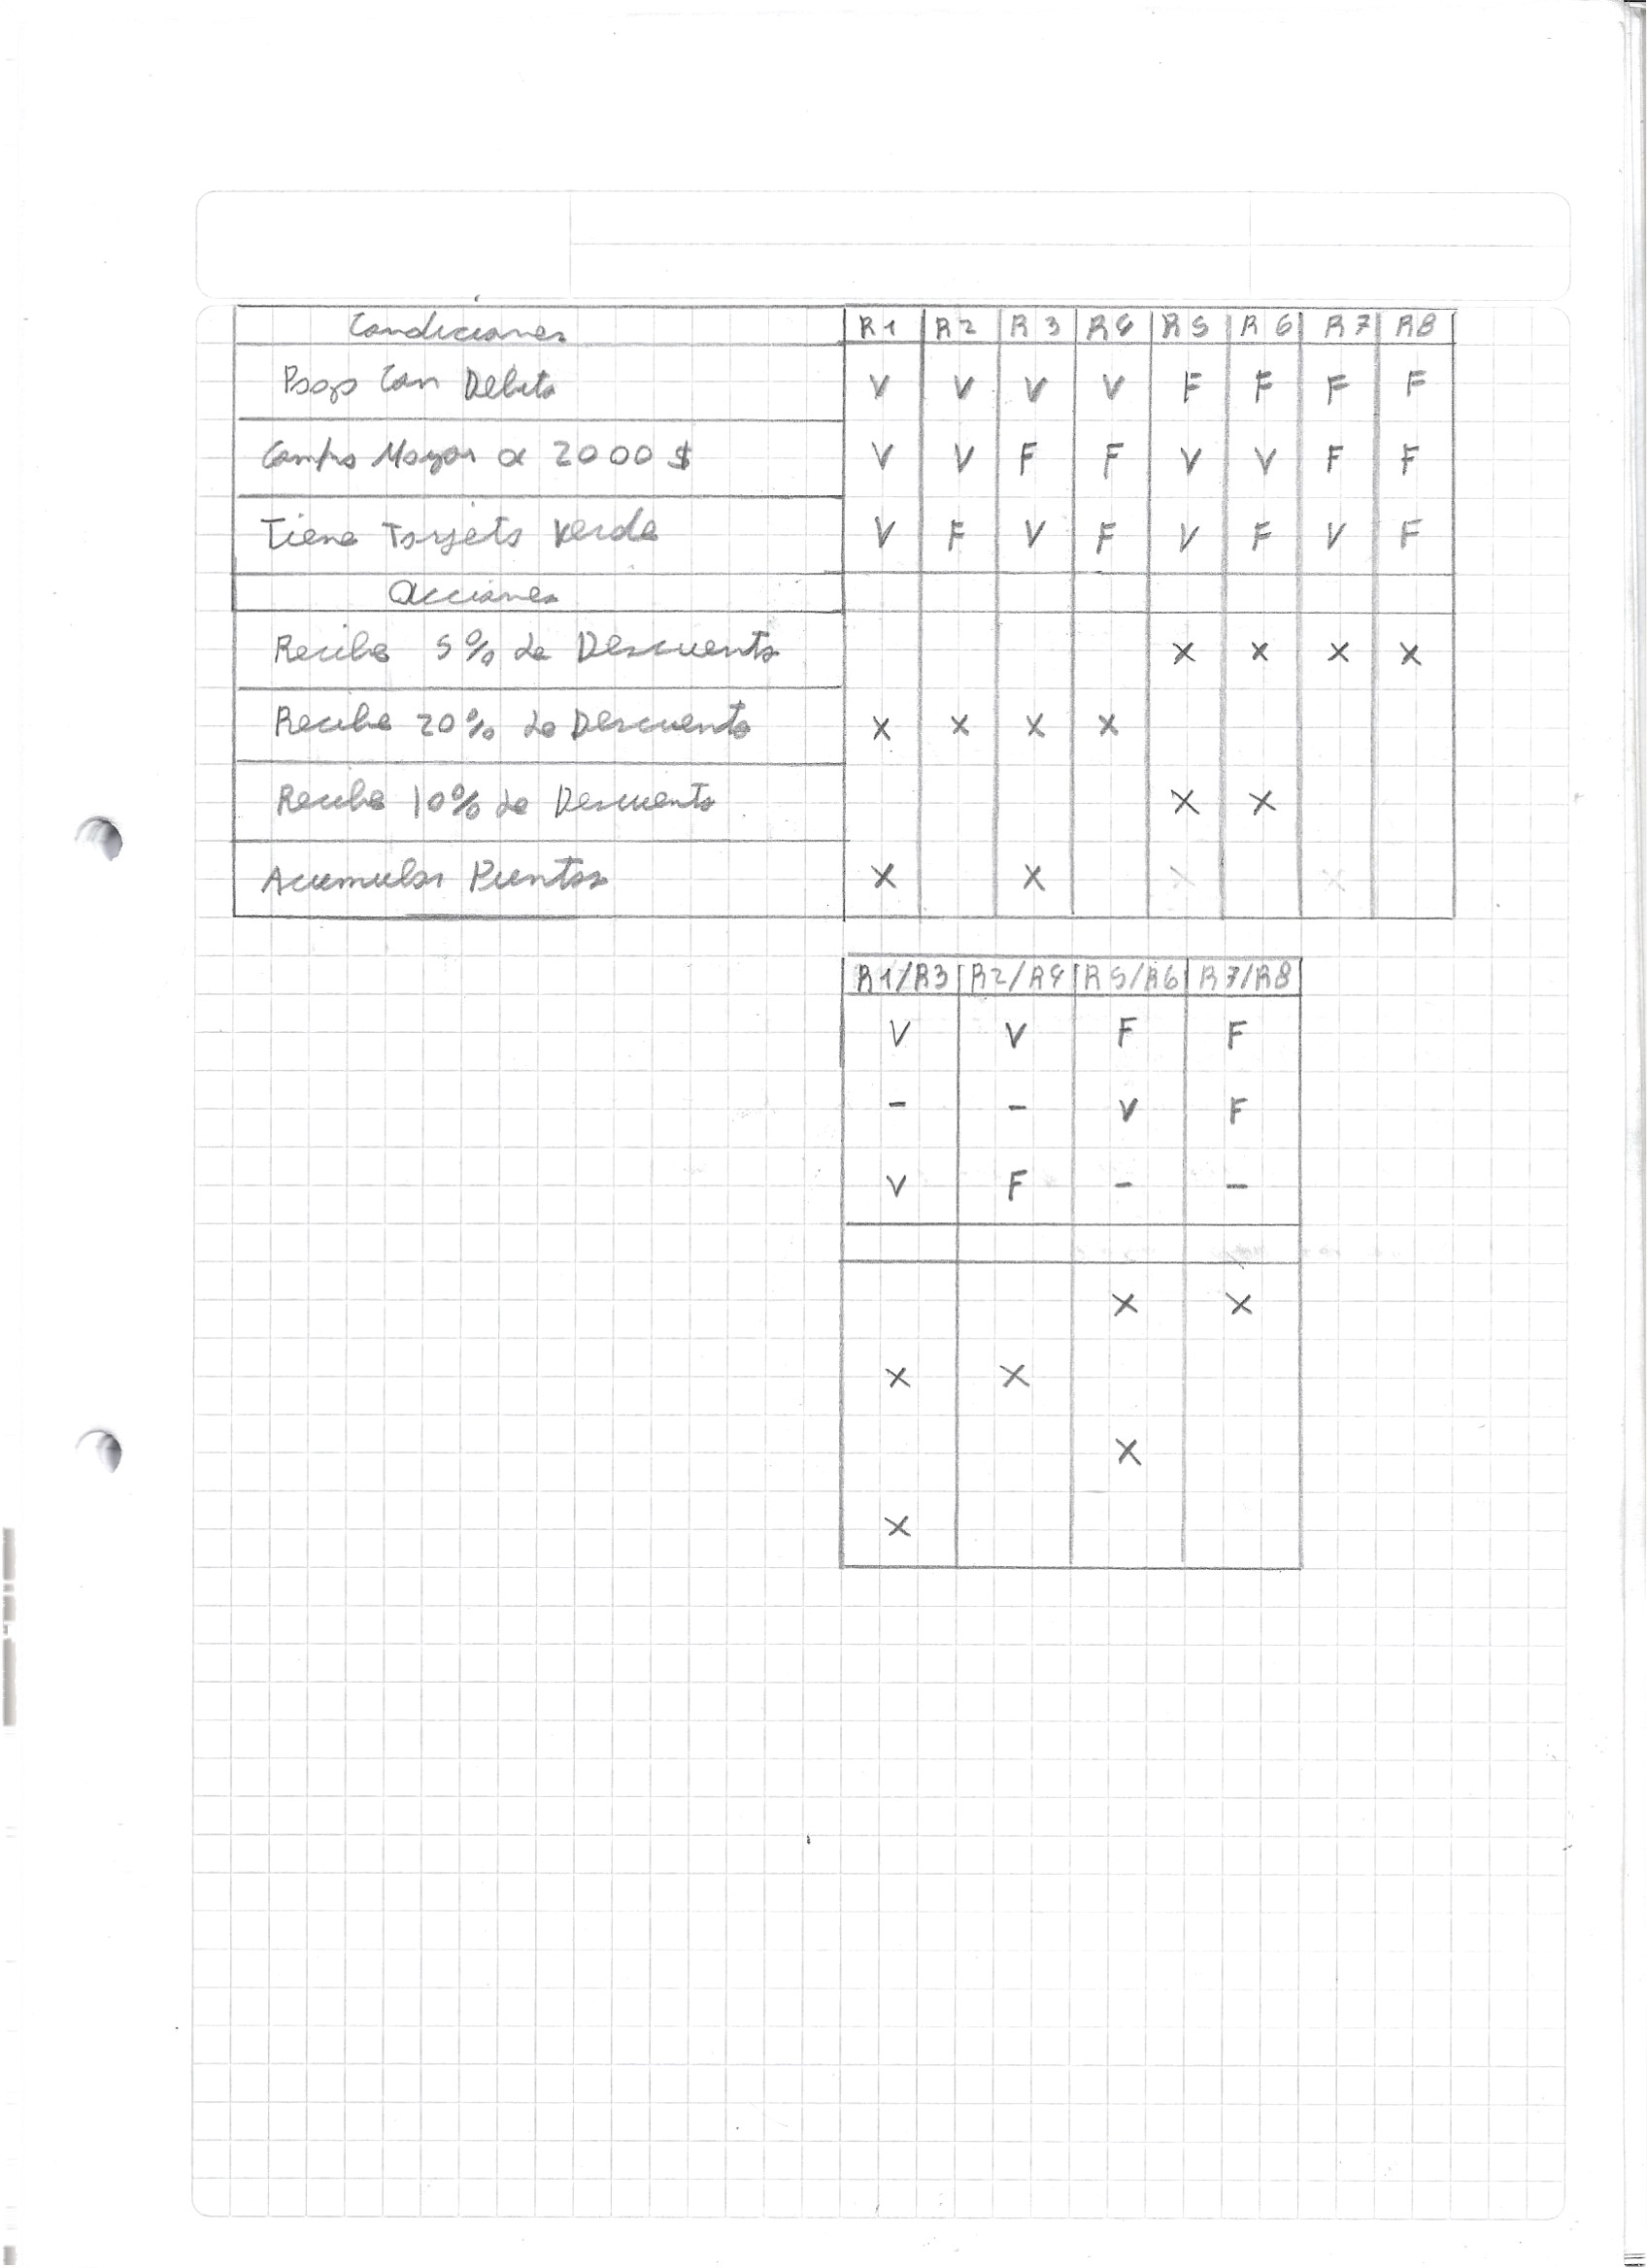 Condiciones R1 R2 R3 R4 R5 R6 R7 R8
Pago Con Debito V V V V F F F F
Compra Mayor a 2000 $ V V F F V V F F
Tiene Tarjeta Verde V F V F V F V F
Acciones
Recibe 5% de Descuento x x x x
Recibe 20% de Descuento x x x x
Recibe 10% de Descuento x x
Acumular Puntos x x
R1/R3 R2/R4 R5/R6 R7/R8
V V F F
- - V F
V F - -
x x
x x
x
x